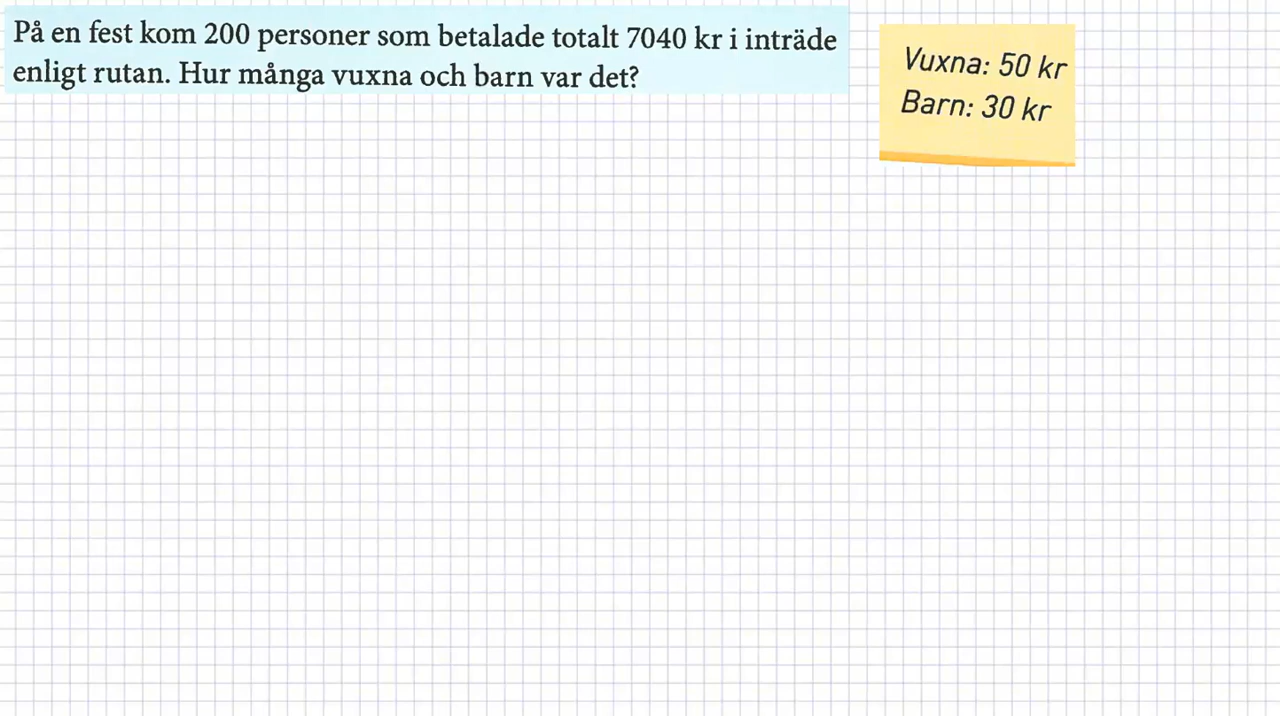 På en fest kom 200 personer som betalade totalt 7040 kr i inträde
enligt rutan. Hur många vuxna och barn var det?
Vuxna: 50 kr
Barn: 30 kr